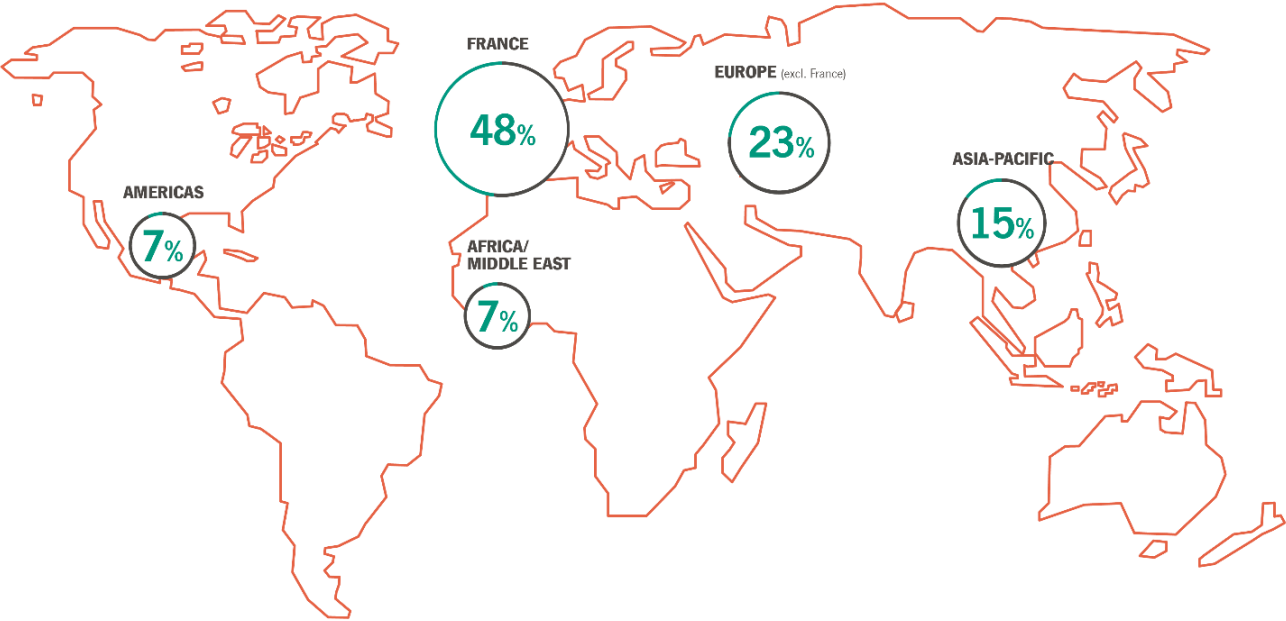 FRANCE
48%
EUROPE (excl. France)
23%
ASIA-PACIFIC
15%
AMERICAS
7%
AFRICA/
MIDDLE EAST
7%